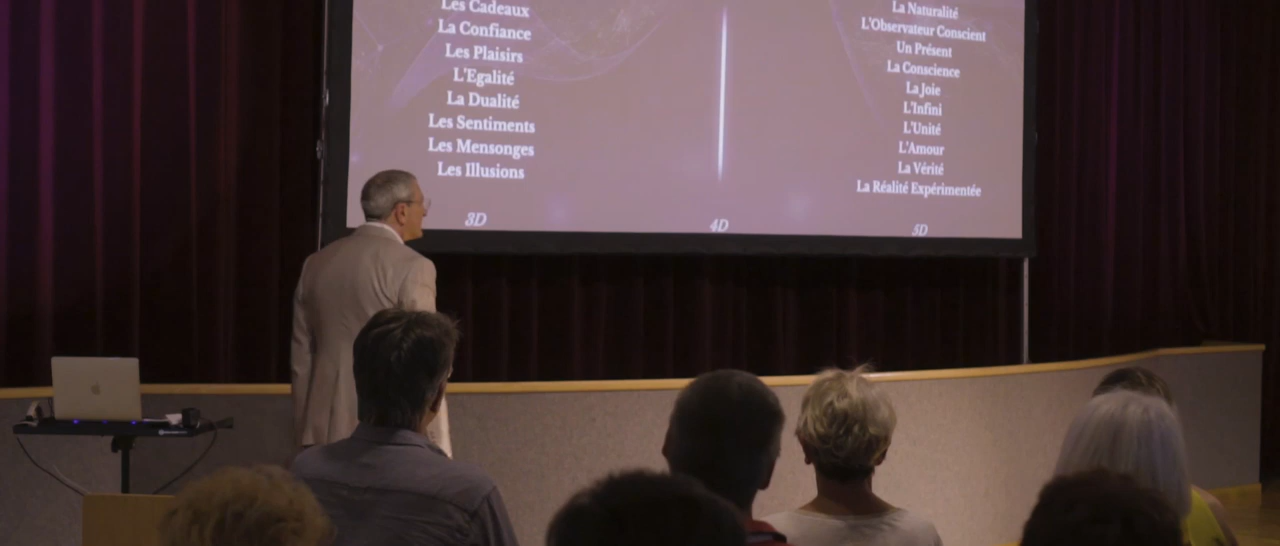 Les Cadeaux
La Confiance
Les Plaisirs
L'Egalité
La Dualité
Les Sentiments
Les Mensonges
Les Illusions
3D
4D
La Naturalité
L'Observateur Conscient
Un Présent
La Conscience
La Joie
L'Infini
L'Unité
L'Amour
La Vérité
La Réalité Expérimentée
5D